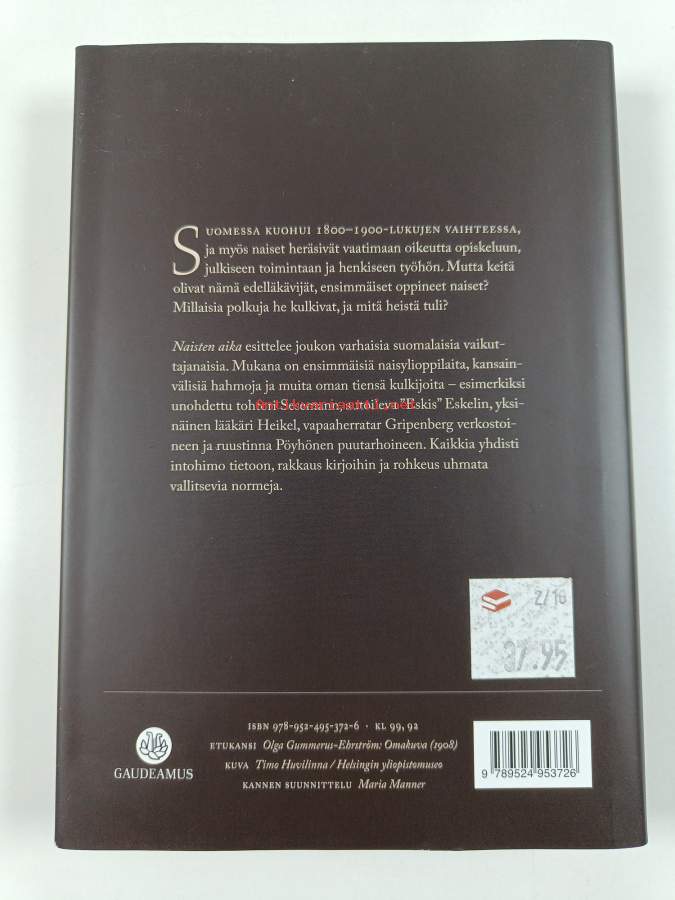 SUOMESSA KUOHUI 1800–1900-LUKUJEN VAIHTEESSA,
ja myös naiset heräsivät vaatimaan oikeutta opiskeluun,
julkiseen toimintaan ja henkiseen työhön. Mutta keitä
olivat nämä edelläkävijät, ensimmäiset oppineet naiset?
Millaisia polkuja he kulkivat, ja mitä heistä tuli?
Naisten aika esittelee joukon varhaisia suomalaisia vaikut-
tajanaisia. Mukana on ensimmäisiä naisylioppilaita, kansain-
välisiä hahmoja ja muita oman tiensä kulkijoita – esimerkiksi
unohdettu tohtori Sesemann, "Eskis" Eskelin, yksi-
näinen lääkäri Heikel, vapaaherratar Gripenberg verkostoi-
neen ja ruustinna Pöyhönen puutarhoineen. Kaikkia yhdisti
intohimo tietoon, rakkaus kirjoihin ja rohkeus uhmata
vallitsevia normeja.
2/10
37.95
ISBN 978-952-495-372-6 · KL 99, 92
ETUKANSI Olga Gummerus-Ehrström: Omakuva (1908)
KUVA Timo Huvilinna / Helsingin yliopistomuseo
KANNEN SUUNNITTELU Maria Manner
GAUDEAMUS
9 789524 953726